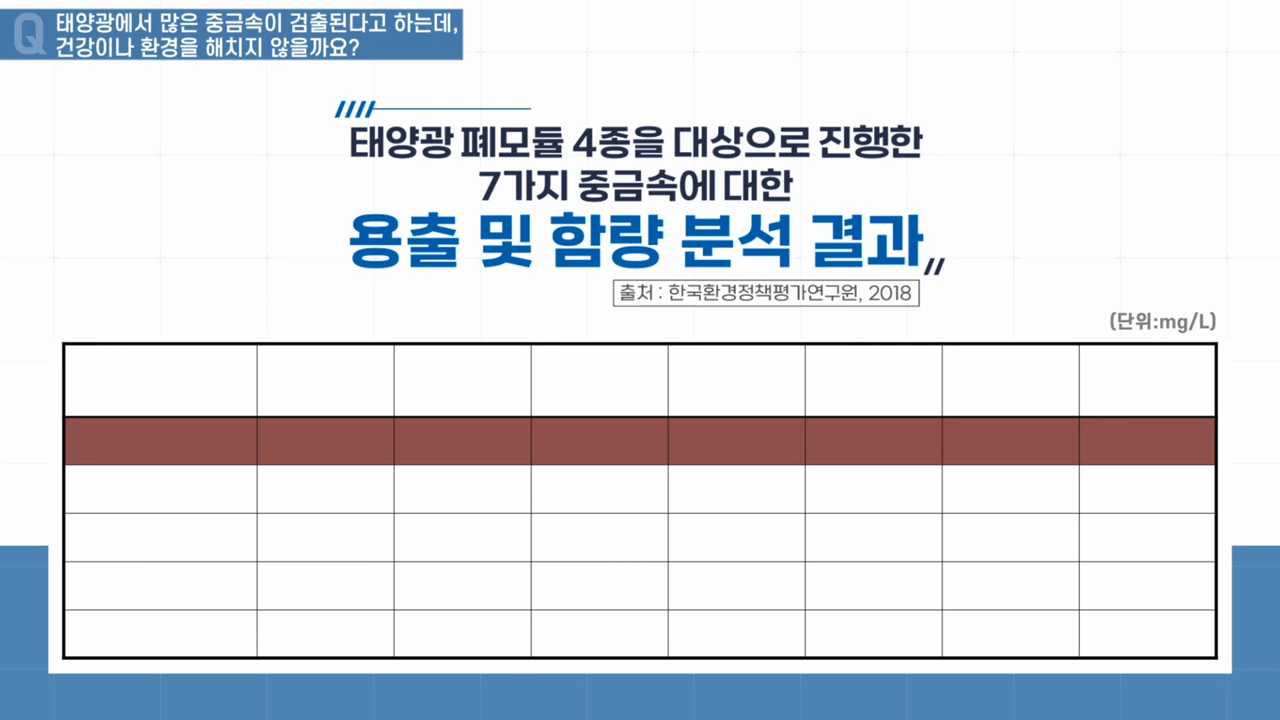 Q
태양광에서 많은 중금속이 검출된다고 하는데,
건강이나 환경을 해치지 않을까요?
태양광 폐모듈 4종을 대상으로 진행한
7가지 중금속에 대한
용출 및 함량 분석 결과
출처 : 한국환경정책평가연구원, 2018
(단위:mg/L)